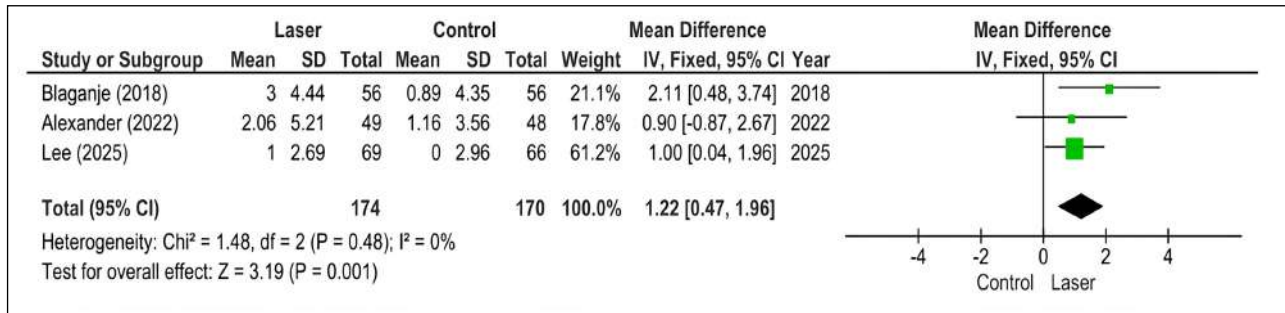 Laser Control Mean Difference Mean Difference
Study or Subgroup Mean SD Total Mean SD Total Weight IV, Fixed, 95% CI Year IV, Fixed, 95% CI
Blaganje (2018) 3 4.44 56 0.89 4.35 56 21.1% 2.11 [0.48, 3.74] 2018
Alexander (2022) 2.06 5.21 49 1.16 3.56 48 17.8% 0.90 [-0.87, 2.67] 2022
Lee (2025) 1 2.69 69 0 2.96 66 61.2% 1.00 [0.04, 1.96] 2025
Total (95% CI) 174 170 100.0% 1.22 [0.47, 1.96]
Heterogeneity: Chi² = 1.48, df = 2 (P = 0.48); I² = 0%
Test for overall effect: Z = 3.19 (P = 0.001)
-4 -2 0 2 4
Control Laser